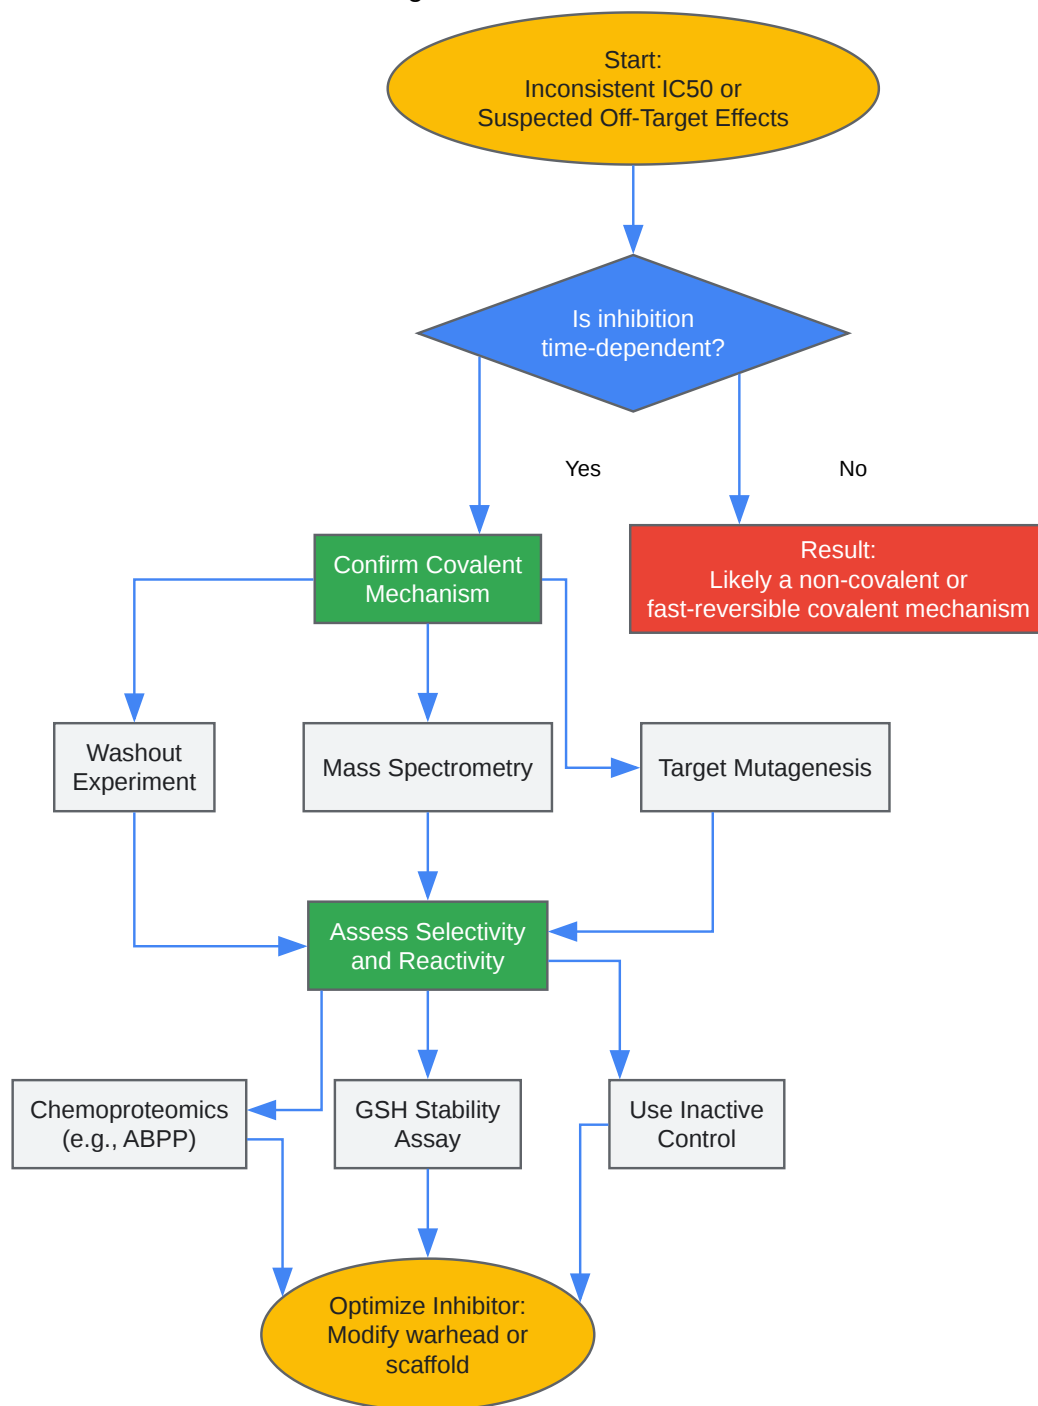 Start:
Inconsistent IC50 or
Suspected Off-Target Effects
Is inhibition
time-dependent?
Yes
No
Confirm Covalent
Mechanism
Result:
Likely a non-covalent or
fast-reversible covalent mechanism
Washout
Experiment
Mass Spectrometry
Target Mutagenesis
Assess Selectivity
and Reactivity
Chemoproteomics
(e.g., ABPP)
GSH Stability
Assay
Use Inactive
Control
Optimize Inhibitor:
Modify warhead or
scaffold